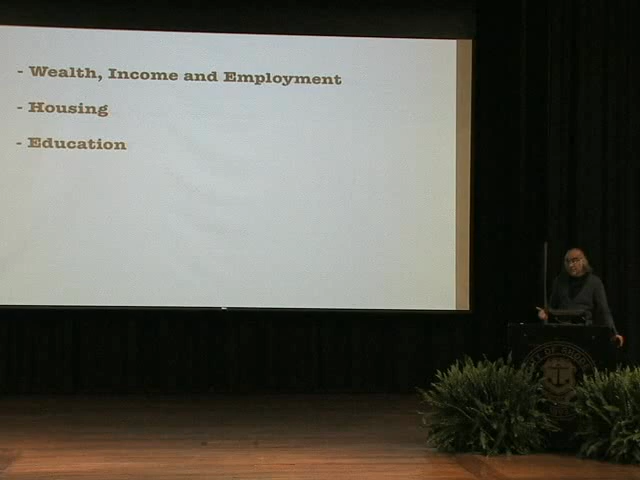 - Wealth, Income and Employment
- Housing
- Education